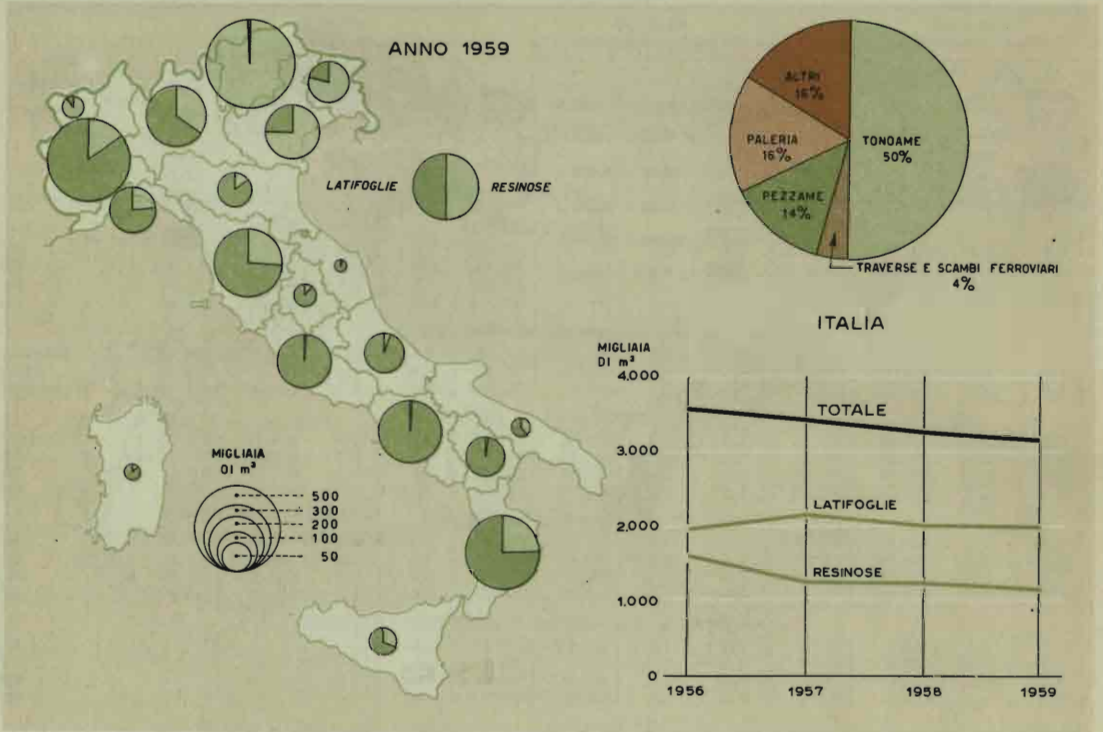 ANNO 1959
LATIFOGLIE
RESINOSE
MIGLIAIA
DI m³
500
300
200
100
50
ALTRI
16%
PALERIA
16%
PEZZAME
14%
TONDAME
50%
TRAVERSE E SCAMBI FERROVIARI
4%
ITALIA
MIGLIAIA
DI m³
4.000
3.000
2.000
1.000
0
TOTALE
LATIFOGLIE
RESINOSE
1956
1957
1958
1959